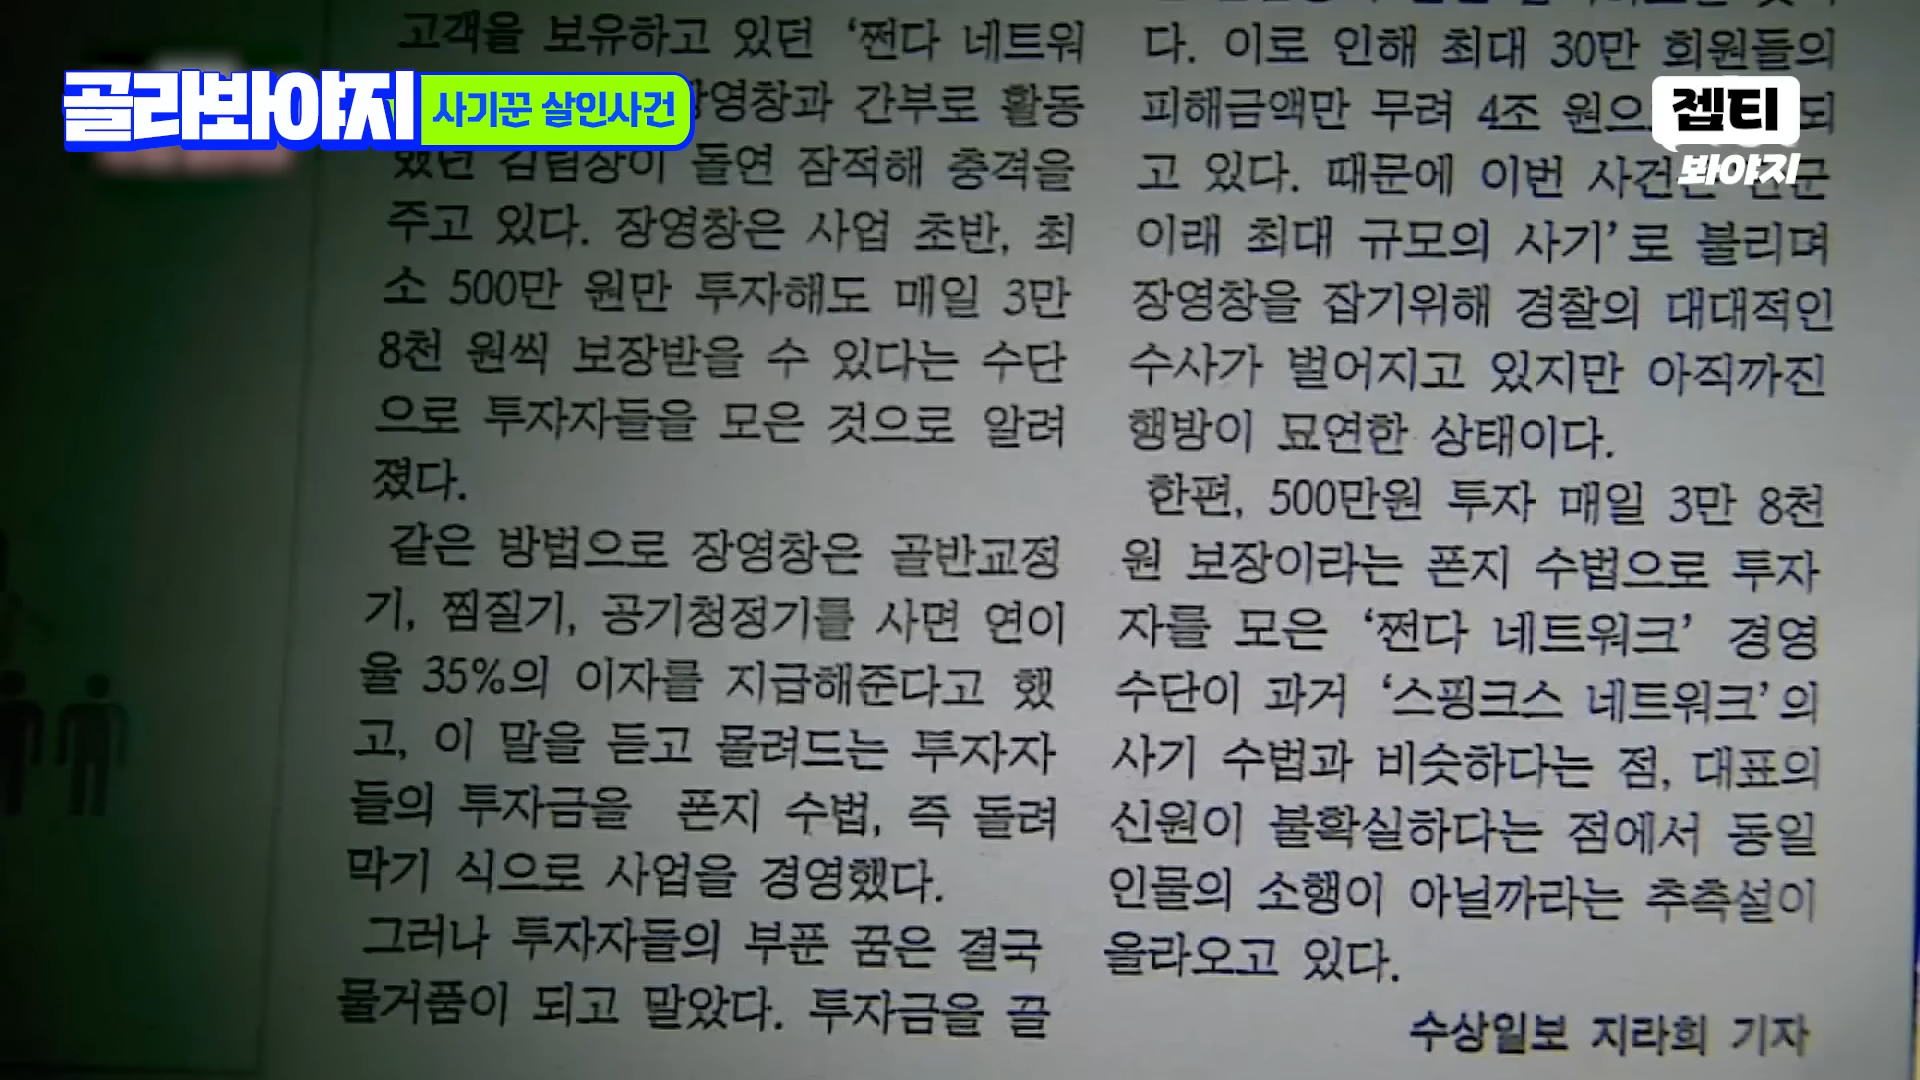 골라봐야지 사기꾼 살인사건
젭티
봐야지
고객을 보유하고 있던 ‘쩐다 네트워
장영창과 간부로 활동
했던 김팀장이 돌연 잠적해 충격을
주고 있다. 장영창은 사업 초반, 최
소 500만 원만 투자해도 매일 3만
8천 원씩 보장받을 수 있다는 수단
으로 투자자들을 모은 것으로 알려
졌다.
같은 방법으로 장영창은 골반교정
기, 찜질기, 공기청정기를 사면 연이
율 35%의 이자를 지급해준다고 했
고, 이 말을 듣고 몰려드는 투자자
들의 투자금을 폰지 수법, 즉 돌려
막기 식으로 사업을 경영했다.
그러나 투자자들의 부푼 꿈은 결국
물거품이 되고 말았다. 투자금을 끌
다. 이로 인해 최대 30만 회원들의
피해금액만 무려 4조 원으 되
고 있다. 때문에 이번 사건은
이래 최대 규모의 사기’로 불리며
장영창을 잡기위해 경찰의 대대적인
수사가 벌어지고 있지만 아직까진
행방이 묘연한 상태이다.
한편, 500만원 투자 매일 3만 8천
원 보장이라는 폰지 수법으로 투자
자를 모은 ‘쩐다 네트워크’ 경영
수단이 과거 ‘스핑크스 네트워크’의
사기 수법과 비슷하다는 점, 대표의
신원이 불확실하다는 점에서 동일
인물의 소행이 아닐까라는 추측설이
올라오고 있다.
수상일보 지라희 기자